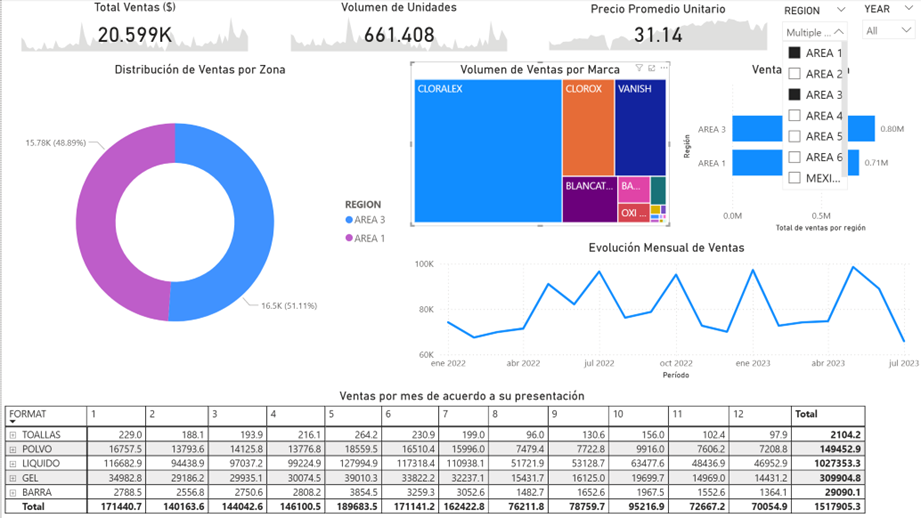 Total Ventas ($)
20.599K
Volumen de Unidades
661.408
Precio Promedio Unitario
31.14
REGION
Multiple ...
AREA 1
AREA 2
AREA 3
AREA 4
AREA 5
AREA 6
MEXI...
YEAR
All
Distribución de Ventas por Zona
15.78K (48.89%)
16.5K (51.11%)
REGION
AREA 3
AREA 1
Volumen de Ventas por Marca
CLORALEX
CLOROX
VANISH
BLANCAT...
BA...
OXI ...
Venta
Región
AREA 3
0.80M
AREA 1
0.71M
0.0M 0.5M
Total de ventas por región
Evolución Mensual de Ventas
100K
80K
60K
ene 2022 abr 2022 jul 2022 oct 2022 ene 2023 abr 2023 jul 2023
Período
Ventas por mes de acuerdo a su presentación
FORMAT 1 2 3 4 5 6 7 8 9 10 11 12 Total
TOALLAS 229.0 188.1 193.9 216.1 264.2 230.9 199.0 96.0 130.6 156.0 102.4 97.9 2104.2
POLVO 16757.5 13793.6 14125.8 13776.8 18559.5 16510.4 15996.0 7479.4 7722.8 9916.0 7606.2 7208.8 149452.9
LIQUIDO 116682.9 94438.9 97037.2 99224.9 127994.9 117318.4 110938.1 51721.9 53128.7 63477.6 48436.9 46952.9 1027353.3
GEL 34982.8 29186.2 29935.1 30074.5 39010.3 33822.2 32237.1 15431.7 16125.0 19699.7 14969.0 14431.2 309904.8
BARRA 2788.5 2556.8 2750.6 2808.2 3854.5 3259.3 3052.6 1482.7 1652.6 1967.5 1552.6 1364.1 29090.1
Total 171440.7 140163.6 144042.6 146100.5 189683.5 171141.2 162422.8 76211.8 78759.7 95216.9 72667.2 70054.9 1517905.3